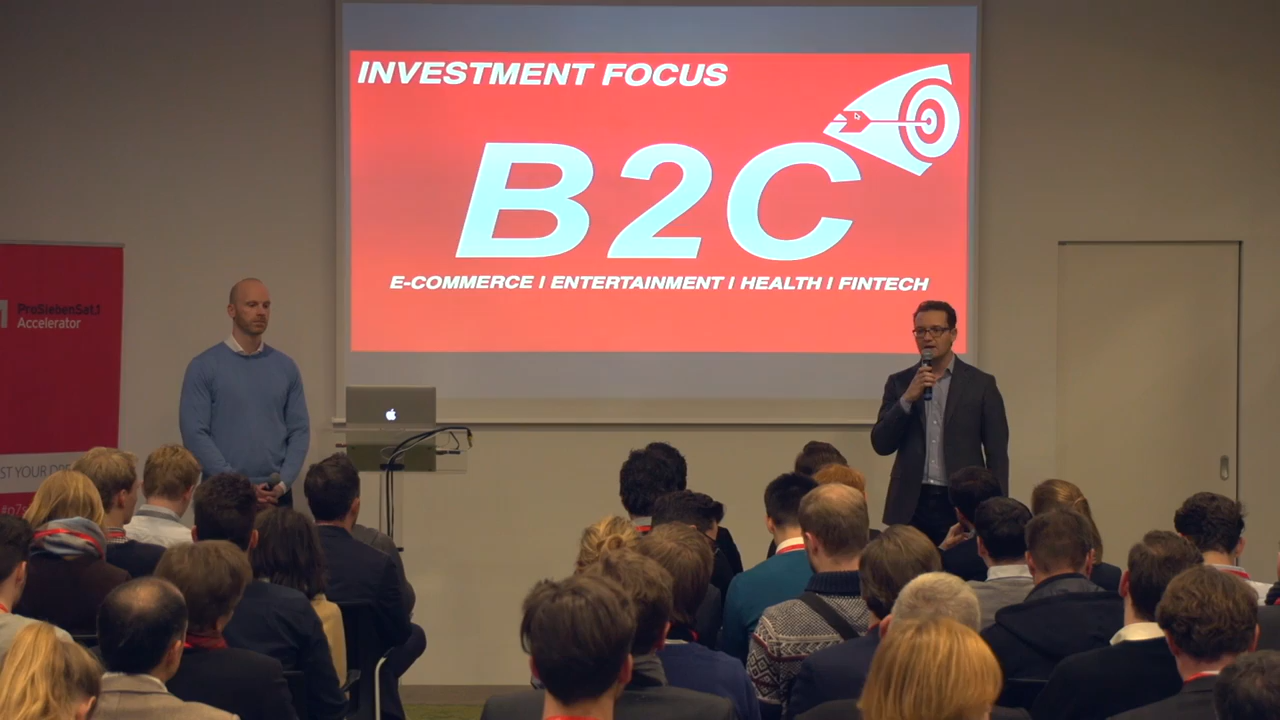 INVESTMENT FOCUS
B2C
E-COMMERCE I ENTERTAINMENT I HEALTH I FINTECH
ProSiebenSat.1
Accelerator